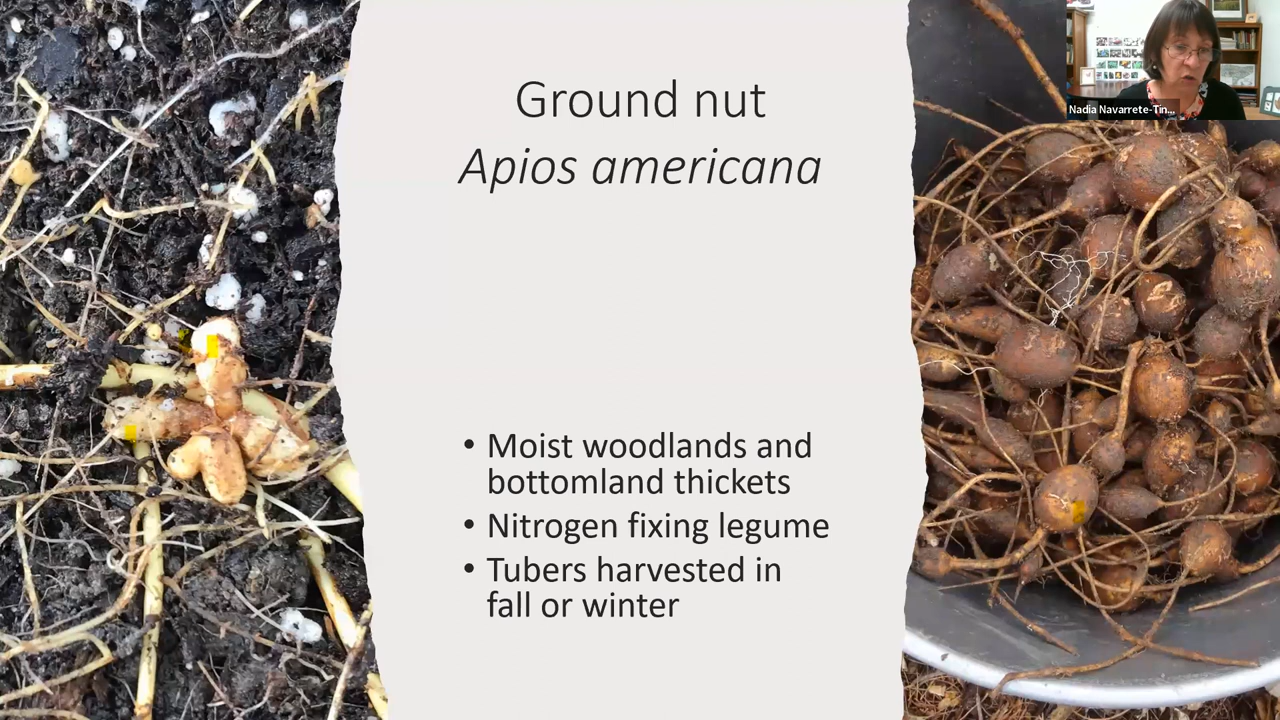 Ground nut
Apios americana
Nadia Navarrete-Tin...
• Moist woodlands and
bottomland thickets
• Nitrogen fixing legume
• Tubers harvested in
fall or winter